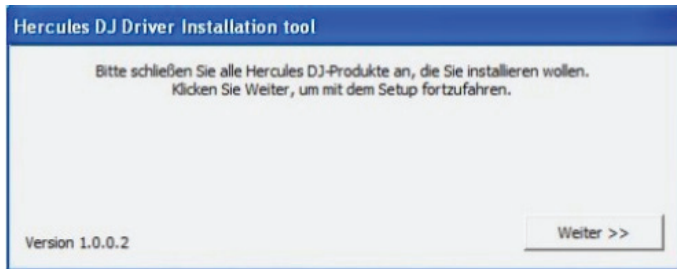 Hercules DJ Driver Installation tool
Bitte schließen Sie alle Hercules DJ-Produkte an, die Sie installieren wollen.
Klicken Sie Weiter, um mit dem Setup fortzufahren.
Version 1.0.0.2
Weiter >>